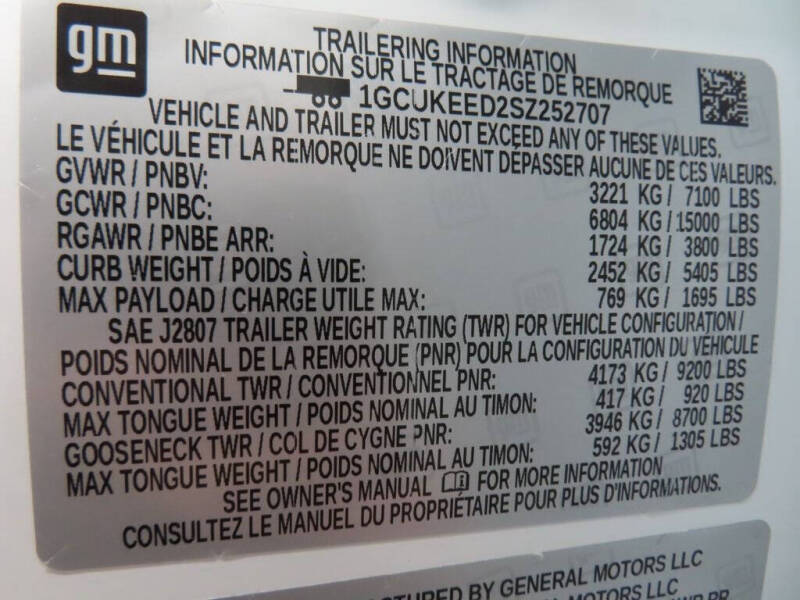 gm
TRAILERING INFORMATION
INFORMATION SUR LE TRACTAGE DE REMORQUE
1GCUKEED2SZ252707
VEHICLE AND TRAILER MUST NOT EXCEED ANY OF THESE VALUES.
LE VÉHICULE ET LA REMORQUE NE DOIVENT DÉPASSER AUCUNE DE CES VALEURS.
GVWR / PNBV: 3221 KG / 7100 LBS
GCWR / PNBC: 6804 KG / 15000 LBS
RGAWR / PNBE ARR: 1724 KG / 3800 LBS
CURB WEIGHT / POIDS À VIDE: 2452 KG / 5405 LBS
MAX PAYLOAD / CHARGE UTILE MAX: 769 KG / 1695 LBS
SAE J2807 TRAILER WEIGHT RATING (TWR) FOR VEHICLE CONFIGURATION /
POIDS NOMINAL DE LA REMORQUE (PNR) POUR LA CONFIGURATION DU VÉHICULE
CONVENTIONAL TWR / CONVENTIONNEL PNR: 4173 KG / 9200 LBS
MAX TONGUE WEIGHT / POIDS NOMINAL AU TIMON: 417 KG / 920 LBS
GOOSENECK TWR / COL DE CYGNE PNR: 3946 KG / 8700 LBS
MAX TONGUE WEIGHT / POIDS NOMINAL AU TIMON: 592 KG / 1305 LBS
SEE OWNER'S MANUAL FOR MORE INFORMATION
CONSULTEZ LE MANUEL DU PROPRIÉTAIRE POUR PLUS D'INFORMATIONS.
BY GENERAL MOTORS LLC
MOTORS LLC